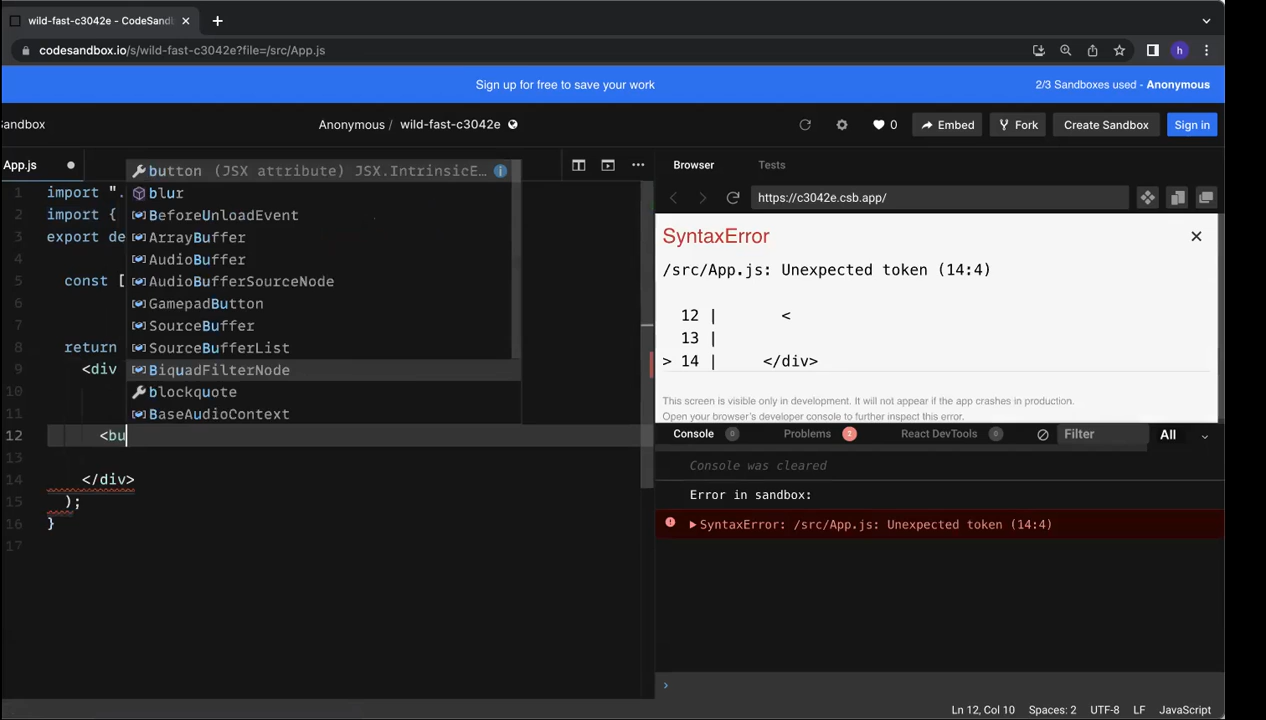 wild-fast-c3042e - CodeSandb
codesandbox.io/s/wild-fast-c3042e?file=/src/App.js
h
Sign up for free to save your work
2/3 Sandboxes used - Anonymous
andbox
Anonymous / wild-fast-c3042e
0
Embed
Fork
Create Sandbox
Sign in
App.js
1 import ".
2 import {
3 export de
4
5 const [
6
7
8 return
9 <div
10
11
12 <bu
13
14 </div>
15 );
16 }
17
button (JSX attribute) JSX.IntrinsicE…
blur
BeforeUnloadEvent
ArrayBuffer
AudioBuffer
AudioBufferSourceNode
GamepadButton
SourceBuffer
SourceBufferList
BiquadFilterNode
blockquote
BaseAudioContext
Browser
Tests
https://c3042e.csb.app/
SyntaxError
/src/App.js: Unexpected token (14:4)
12 | <
13 |
> 14 | </div>
This screen is visible only in development. It will not appear if the app crashes in production.
Open your browser's developer console to further inspect this error.
Console 0
Problems 2
React DevTools 0
Filter
All
Console was cleared
Error in sandbox:
SyntaxError: /src/App.js: Unexpected token (14:4)
Ln 12, Col 10
Spaces: 2
UTF-8
LF
JavaScript